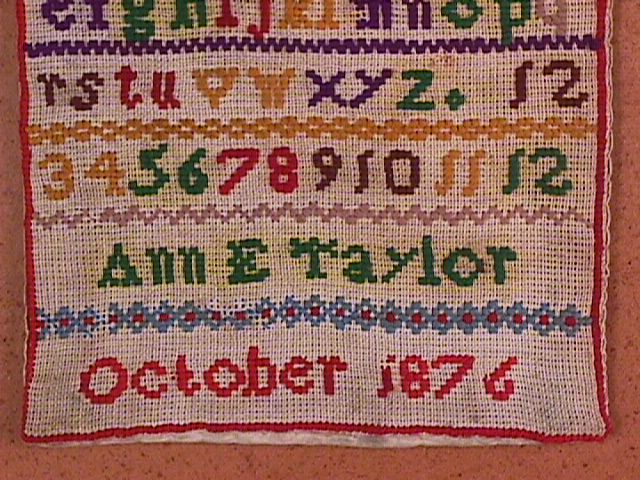 efghijklmnopq
rstuvwxyz. 12
3456789101112
Ann E Taylor
October 1876